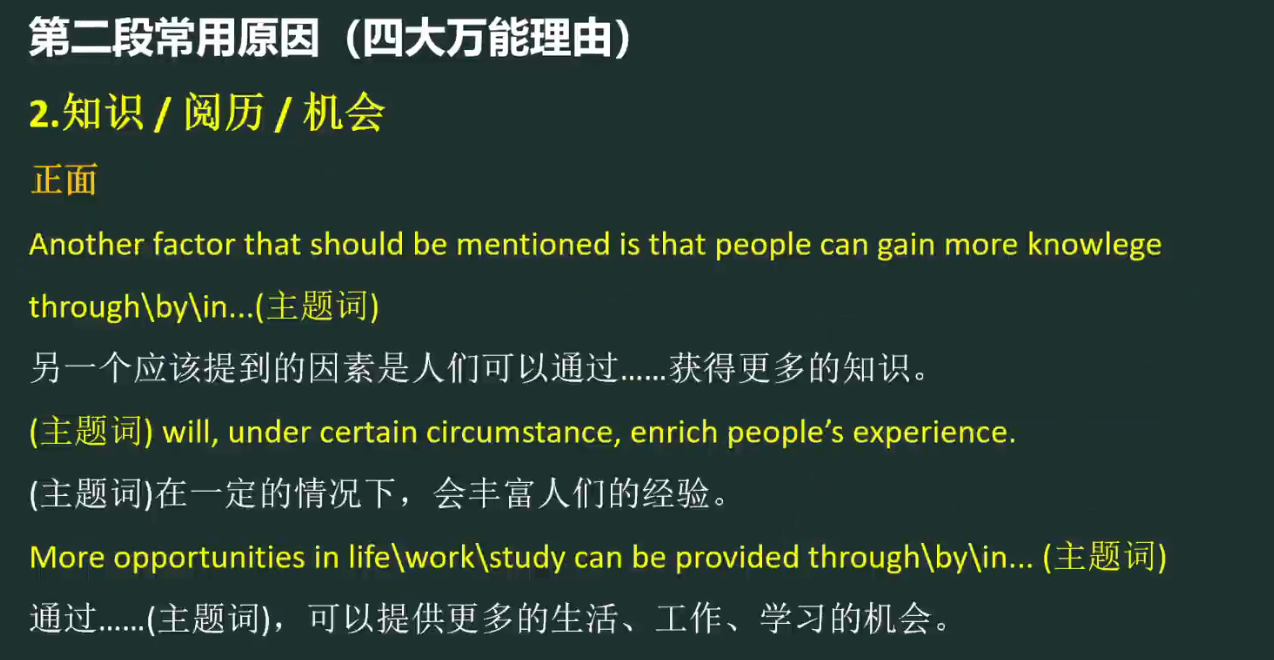 第二段常用原因（四大万能理由）
2.知识 / 阅历 / 机会
正面
Another factor that should be mentioned is that people can gain more knowlege
through\by\in...(主题词)
另一个应该提到的因素是人们可以通过……获得更多的知识。
(主题词) will, under certain circumstance, enrich people’s experience.
(主题词)在一定的情况下，会丰富人们的经验。
More opportunities in life\work\study can be provided through\by\in... (主题词)
通过……(主题词)，可以提供更多的生活、工作、学习的机会。